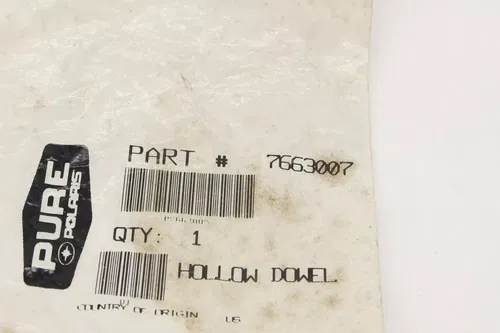 PART # 7663007
QTY: 1
HOLLOW DOWEL
COUNTRY OF ORIGIN US
PURE
POLARIS